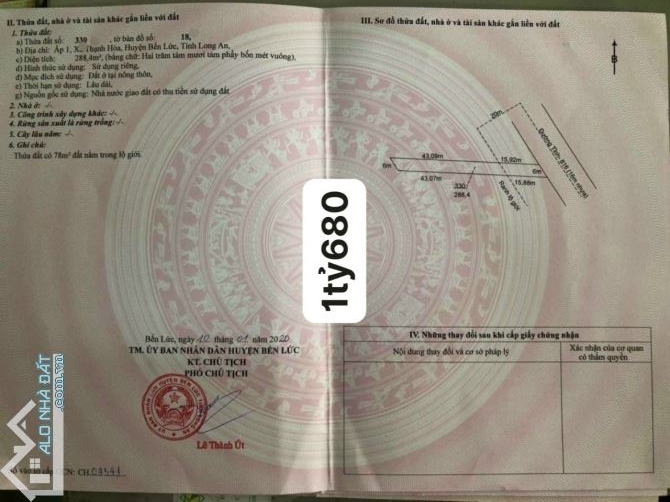 II. Thửa đất, nhà ở và tài sản khác gắn liền với đất
1. Thửa đất:
a) Thửa đất số: 330 , tờ bản đồ số: 18,
b) Địa chỉ: Ấp 1, X. Thạnh Hòa, Huyện Bến Lức, Tỉnh Long An,
c) Diện tích: 288,4m², (bằng chữ: Hai trăm tám mươi tám phẩy bốn mét vuông),
d) Hình thức sử dụng: Sử dụng riêng,
đ) Mục đích sử dụng: Đất ở tại nông thôn,
e) Thời hạn sử dụng: Lâu dài,
g) Nguồn gốc sử dụng: Nhà nước giao đất có thu tiền sử dụng đất
2. Nhà ở: -/-
3. Công trình xây dựng khác: -/-
4. Rừng sản xuất là rừng trồng: -/-
5. Cây lâu năm: -/-
6. Ghi chú:
Thửa đất có 78m² đất nằm trong lộ giới.
Bến Lức, ngày 10 tháng 01 năm 2020
TM. ỦY BAN NHÂN DÂN HUYỆN BẾN LỨC
KT. CHỦ TỊCH
PHÓ CHỦ TỊCH
Lê Thành Út
Số vào sổ cấp GCN: CH
III. Sơ đồ thửa đất, nhà ở và tài sản khác gắn liền với đất
B
20m
Đường Tỉnh 816 (14m nhựa)
43,09m
15,92m
6m
6m
43,07m
15,88m
330
288,4
Ranh lộ giới
1tỷ680
IV. Những thay đổi sau khi cấp giấy chứng nhận
Nội dung thay đổi và cơ sở pháp lý
Xác nhận của cơ quan
có thẩm quyền
ALO NHÀ ĐẤT
.com.vn